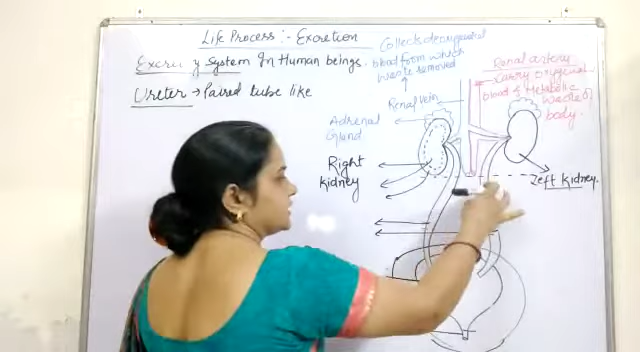 Life Process :- Excretion
Excre y System In Human beings.
Ureter → Paired tube like
Collects deoxygenated
blood from which
waste removed
Renal vein
Adrenal
Gland
Right
kidney
Renal artery
carry oxygenated
blood & Metabolic
waste of
body.
Left kidney.